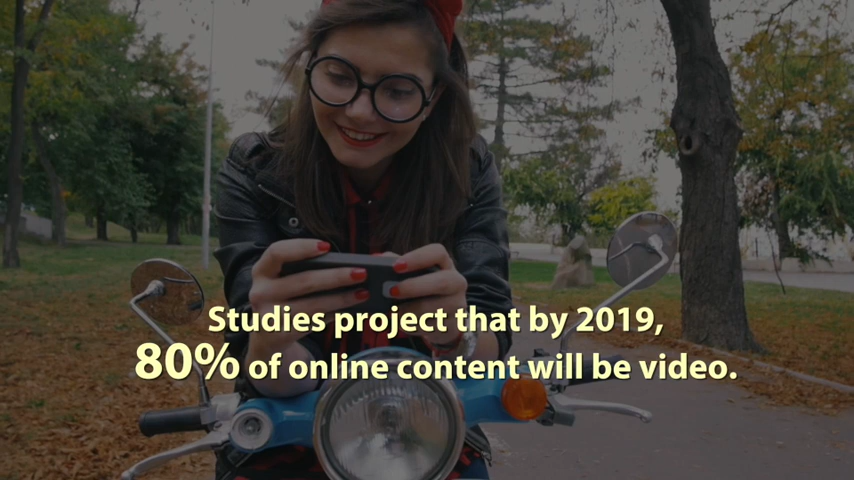 Studies project that by 2019,
80% of online content will be video.